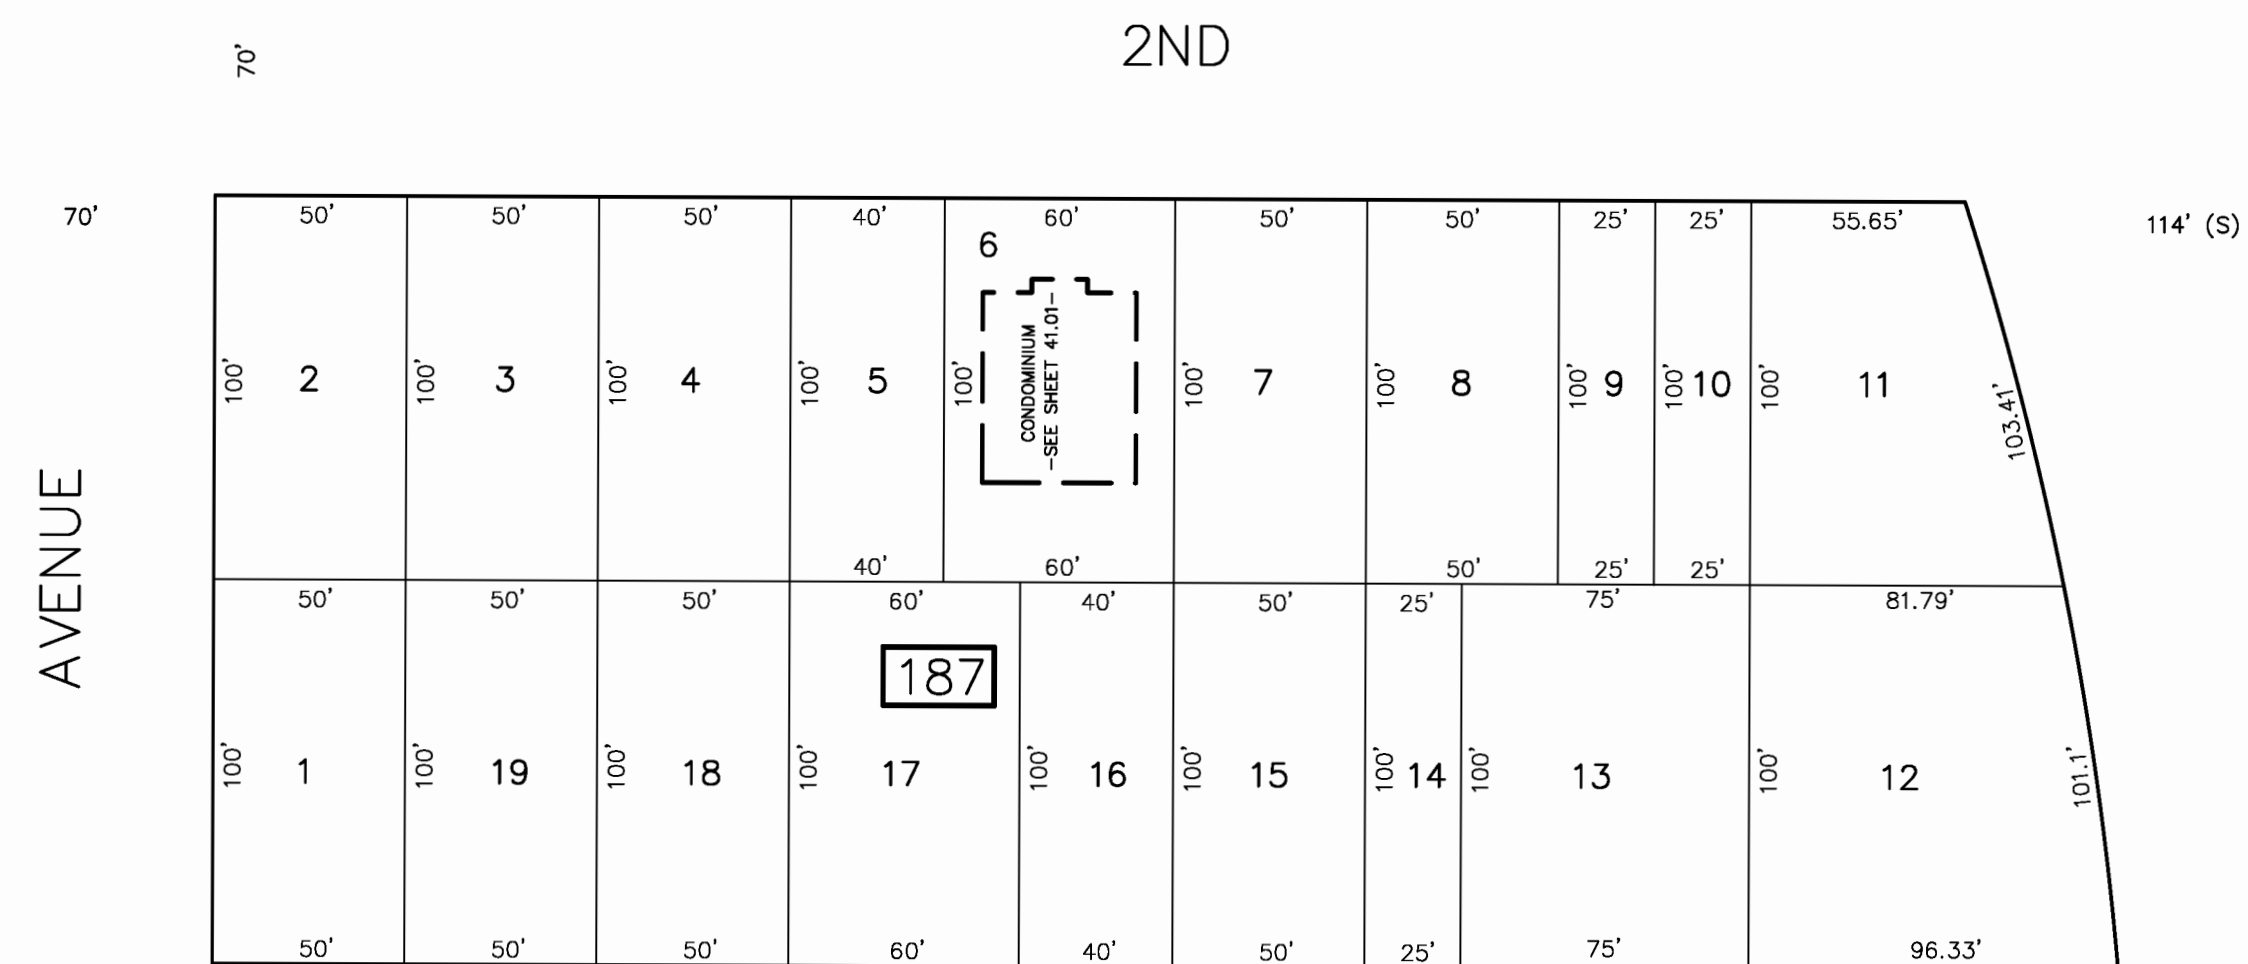 2ND
70'
70'
50' 50' 50' 40' 60' 50' 50' 25' 25' 55.65'
114' (S)
6
100' 2 100' 3 100' 4 100' 5 100'
CONDOMINIUM
-SEE SHEET 41.01-
100' 7 100' 8 100' 9 100' 10 100' 11 103.41'
AVENUE
40' 60' 50' 25' 25'
50' 50' 50' 60' 40' 50' 25' 75' 81.79'
187
100' 1 100' 19 100' 18 100' 17 100' 16 100' 15 100' 14 100' 13 100' 12 101.1'
50' 50' 50' 60' 40' 50' 25' 75' 96.33'